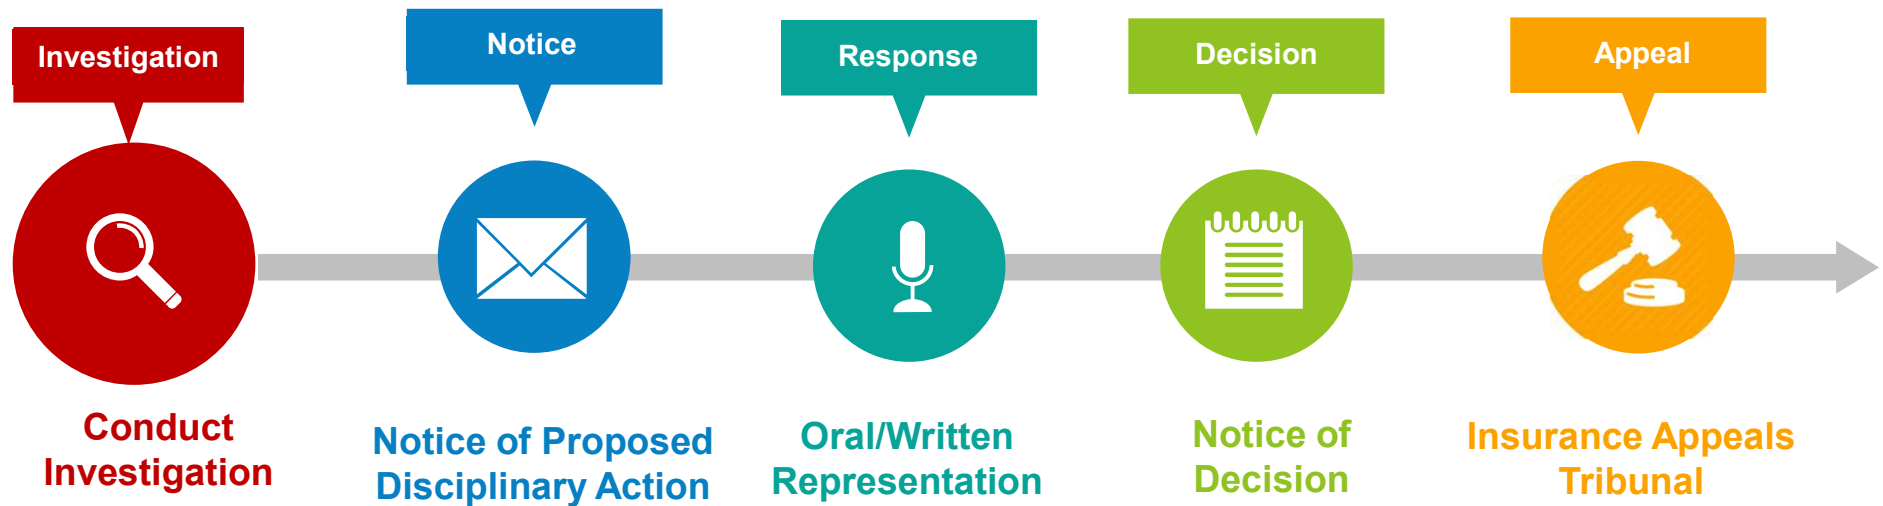 Investigation
Notice
Response
Decision
Appeal
Conduct
Investigation
Notice of Proposed
Disciplinary Action
Oral/Written
Representation
Notice of
Decision
Insurance Appeals
Tribunal